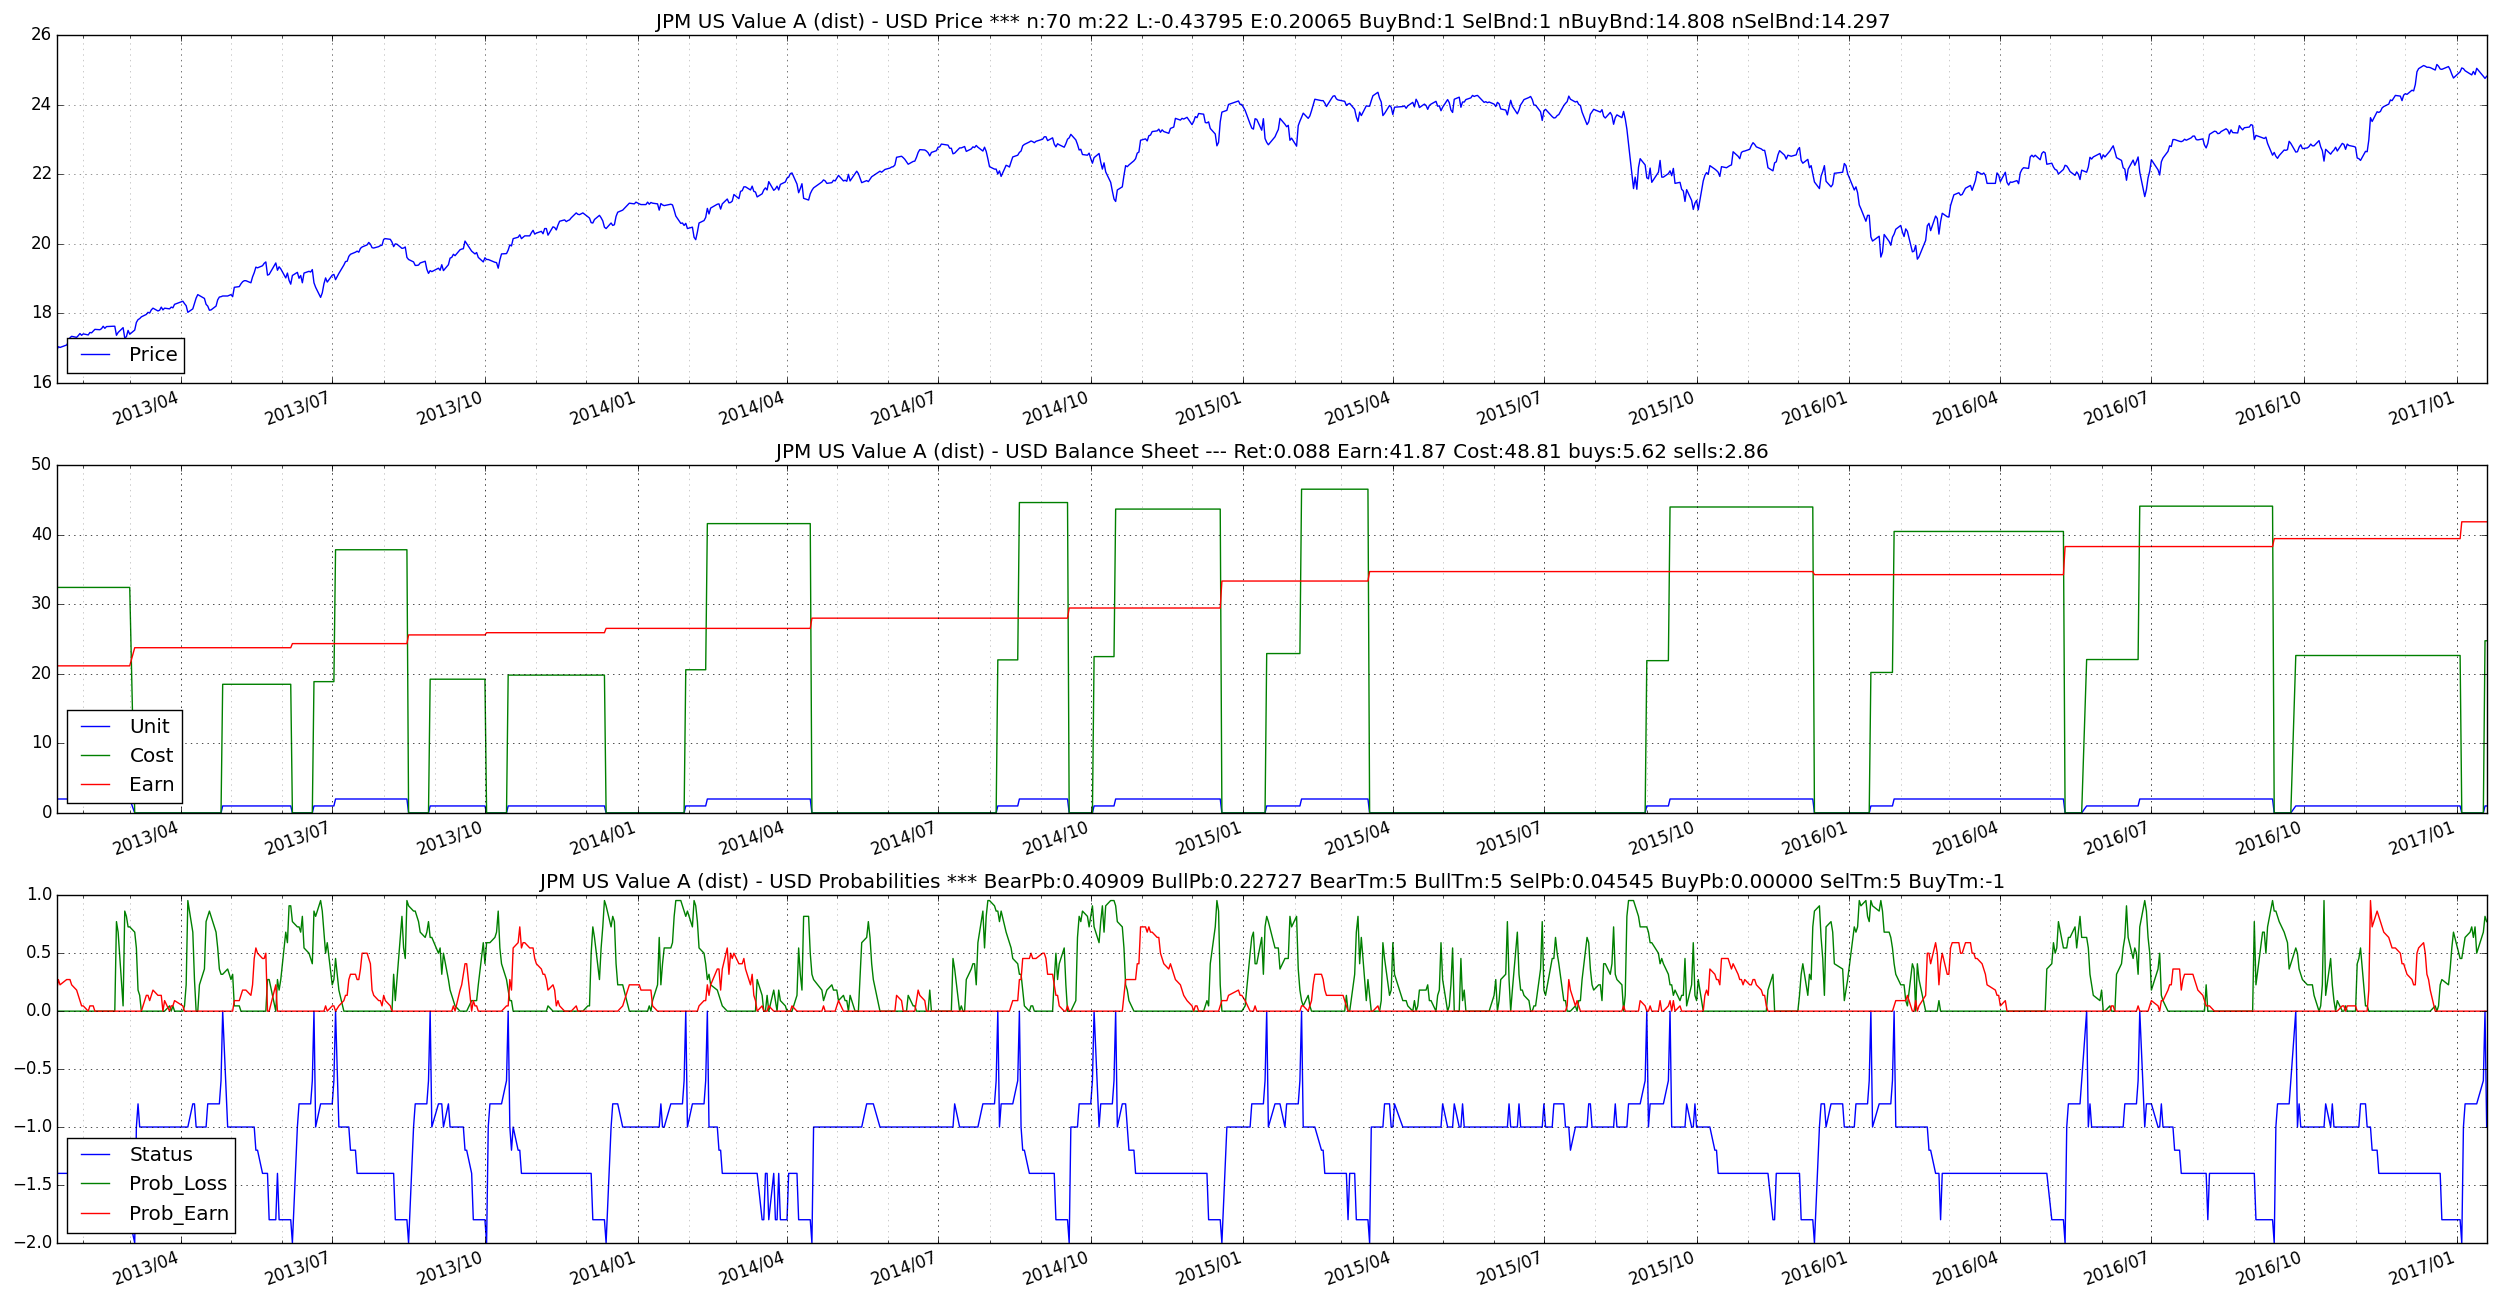 JPM US Value A (dist) - USD Price *** n:70 m:22 L:-0.43795 E:0.20065 BuyBnd:1 SelBnd:1 nBuyBnd:14.808 nSelBnd:14.297
26
24
22
20
18
16
Price
2013/04 2013/07 2013/10 2014/01 2014/04 2014/07 2014/10 2015/01 2015/04 2015/07 2015/10 2016/01 2016/04 2016/07 2016/10 2017/01
JPM US Value A (dist) - USD Balance Sheet --- Ret:0.088 Earn:41.87 Cost:48.81 buys:5.62 sells:2.86
50
40
30
20
10
0
Unit
Cost
Earn
2013/04 2013/07 2013/10 2014/01 2014/04 2014/07 2014/10 2015/01 2015/04 2015/07 2015/10 2016/01 2016/04 2016/07 2016/10 2017/01
JPM US Value A (dist) - USD Probabilities *** BearPb:0.40909 BullPb:0.22727 BearTm:5 BullTm:5 SelPb:0.04545 BuyPb:0.00000 SelTm:5 BuyTm:-1
1.0
0.5
0.0
−0.5
−1.0
−1.5
−2.0
Status
Prob_Loss
Prob_Earn
2013/04 2013/07 2013/10 2014/01 2014/04 2014/07 2014/10 2015/01 2015/04 2015/07 2015/10 2016/01 2016/04 2016/07 2016/10 2017/01